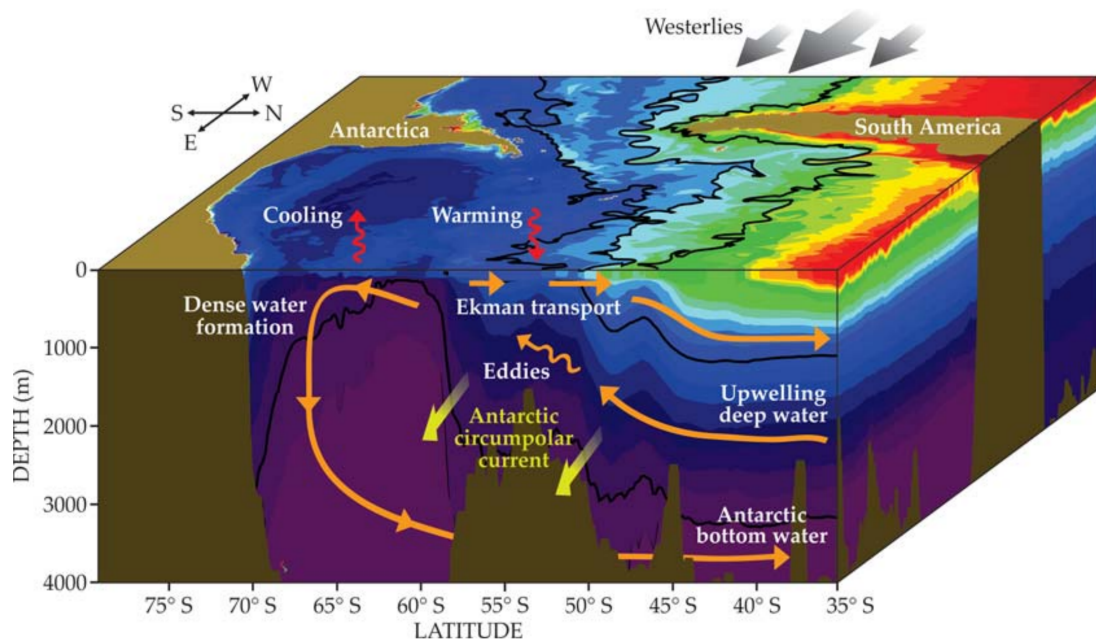 Westerlies
W
S
N
E
Antarctica
South America
Cooling
Warming
0
Dense water
formation
Ekman transport
1000
Eddies
Upwelling
deep water
DEPTH (m)
2000
Antarctic
circumpolar
current
3000
Antarctic
bottom water
4000
75° S
70° S
65° S
60° S
55° S
50° S
45° S
40° S
35° S
LATITUDE